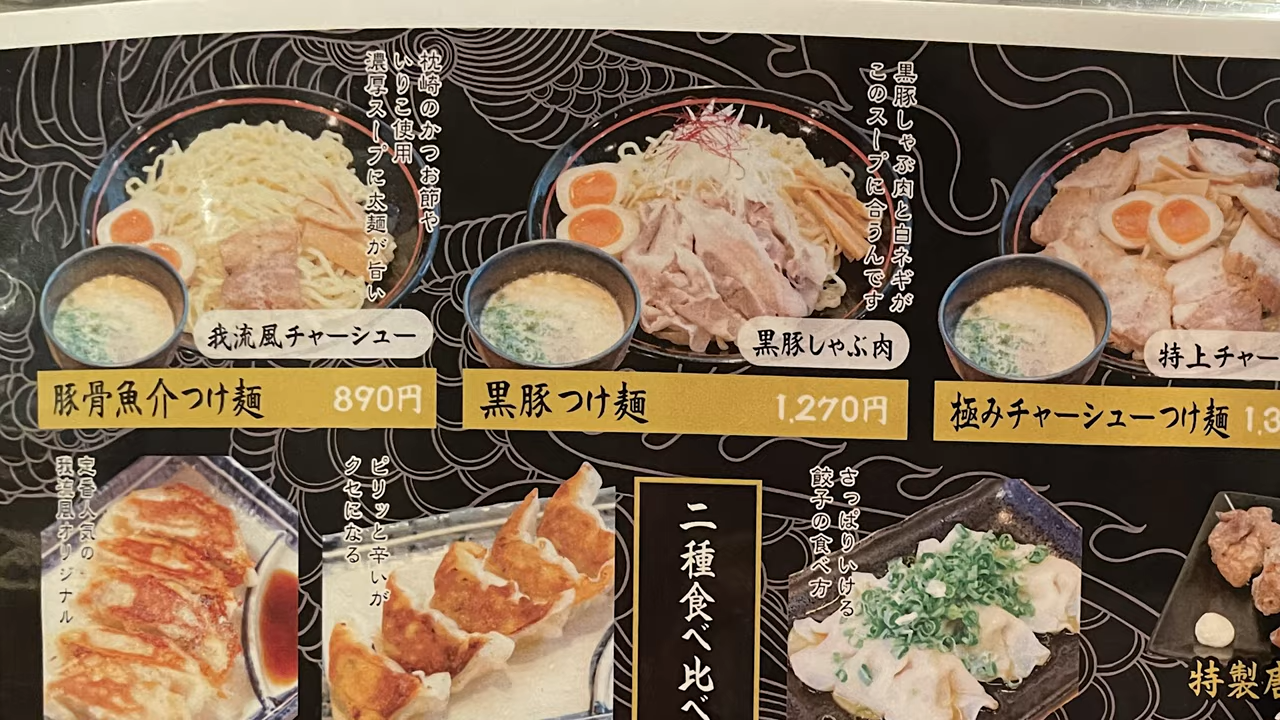 枕崎のかつお節や
いりこ使用
濃厚スープに太麺が旨い
我流風チャーシュー
豚骨魚介つけ麺
890円
黒豚しゃぶ肉と白ネギが
このスープに合うんです
黒豚しゃぶ肉
黒豚つけ麺
1,270円
特上チャー
極みチャーシューつけ麺
1,3
定番人気の
我流風オリジナル
ピリッと辛いが
クセになる
二種食べ比べ
さっぱりいける
餃子の食べ方
特製唐